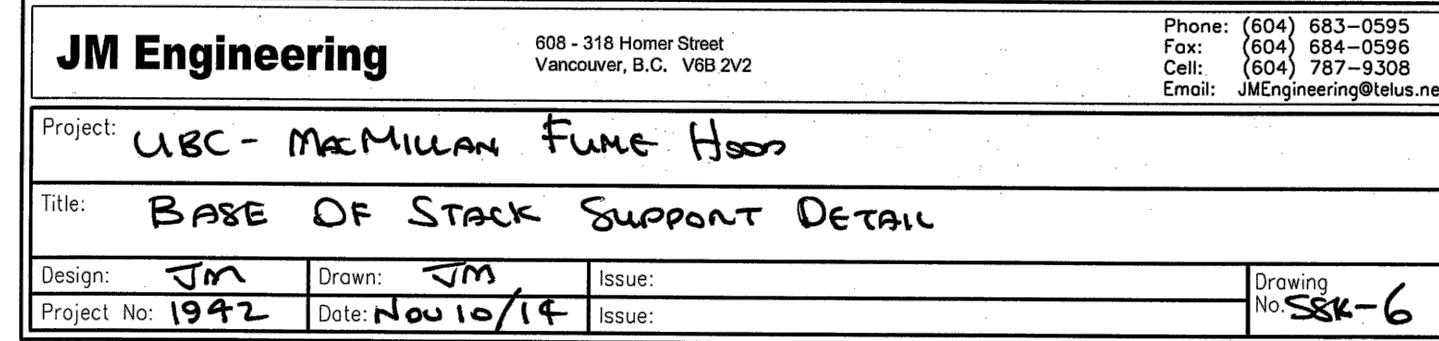 JM Engineering
608 - 318 Homer Street
Vancouver, B.C. V6B 2V2
Phone: (604) 683-0595
Fax: (604) 684-0596
Cell: (604) 787-9308
Email: JMEngineering@telus.ne
Project: UBC - MACMILLAN FUME HOOD
Title: BASE OF STACK SUPPORT DETAIL
Design: JM Drawn: JM Issue:
Project No: 1942 Date: NOV 10/14 Issue:
Drawing
No. SSK-6